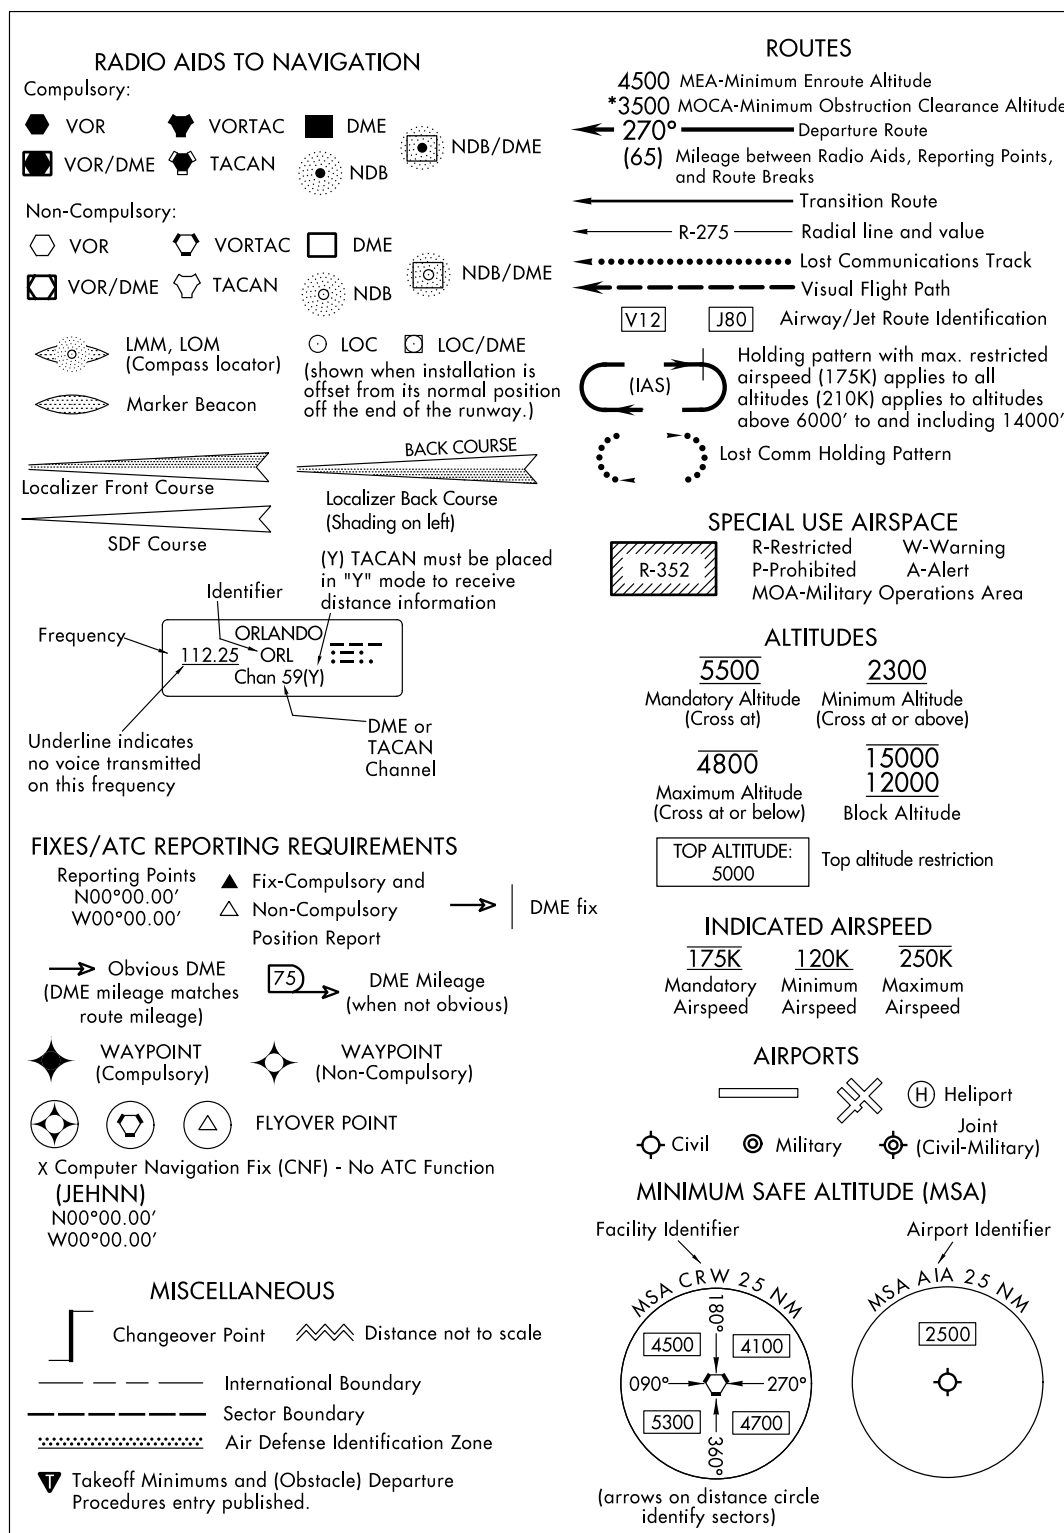 RADIO AIDS TO NAVIGATION
Compulsory:
VOR
VORTAC
DME
NDB/DME
VOR/DME
TACAN
NDB
Non-Compulsory:
VOR
VORTAC
DME
NDB/DME
VOR/DME
TACAN
NDB
LMM, LOM
(Compass locator)
LOC
LOC/DME
(shown when installation is
offset from its normal position
off the end of the runway.)
Marker Beacon
Localizer Front Course
BACK COURSE
Localizer Back Course
(Shading on left)
SDF Course
(Y) TACAN must be placed
in "Y" mode to receive
distance information
Identifier
Frequency
ORLANDO
112.25 ORL
Chan 59(Y)
Underline indicates
no voice transmitted
on this frequency
DME or
TACAN
Channel
FIXES/ATC REPORTING REQUIREMENTS
Reporting Points
N00°00.00'
W00°00.00'
Fix-Compulsory and
Non-Compulsory
Position Report
DME fix
Obvious DME
(DME mileage matches
route mileage)
75
DME Mileage
(when not obvious)
WAYPOINT
(Compulsory)
WAYPOINT
(Non-Compulsory)
FLYOVER POINT
X Computer Navigation Fix (CNF) - No ATC Function
(JEHNN)
N00°00.00'
W00°00.00'
MISCELLANEOUS
Changeover Point
Distance not to scale
International Boundary
Sector Boundary
Air Defense Identification Zone
T Takeoff Minimums and (Obstacle) Departure
Procedures entry published.
ROUTES
4500 MEA-Minimum Enroute Altitude
*3500 MOCA-Minimum Obstruction Clearance Altitude
270° Departure Route
(65) Mileage between Radio Aids, Reporting Points,
and Route Breaks
Transition Route
R-275 Radial line and value
Lost Communications Track
Visual Flight Path
V12 J80 Airway/Jet Route Identification
(IAS)
Holding pattern with max. restricted
airspeed (175K) applies to all
altitudes (210K) applies to altitudes
above 6000' to and including 14000'
Lost Comm Holding Pattern
SPECIAL USE AIRSPACE
R-352
R-Restricted W-Warning
P-Prohibited A-Alert
MOA-Military Operations Area
ALTITUDES
5500
Mandatory Altitude
(Cross at)
2300
Minimum Altitude
(Cross at or above)
4800
Maximum Altitude
(Cross at or below)
15000
12000
Block Altitude
TOP ALTITUDE:
5000
Top altitude restriction
INDICATED AIRSPEED
175K
Mandatory
Airspeed
120K
Minimum
Airspeed
250K
Maximum
Airspeed
AIRPORTS
H Heliport
Civil
Military
Joint
(Civil-Military)
MINIMUM SAFE ALTITUDE (MSA)
Facility Identifier
MSA CRW 25 NM
180°
4500
4100
090°
270°
5300
4700
360°
(arrows on distance circle
identify sectors)
Airport Identifier
MSA AIA 25 NM
2500